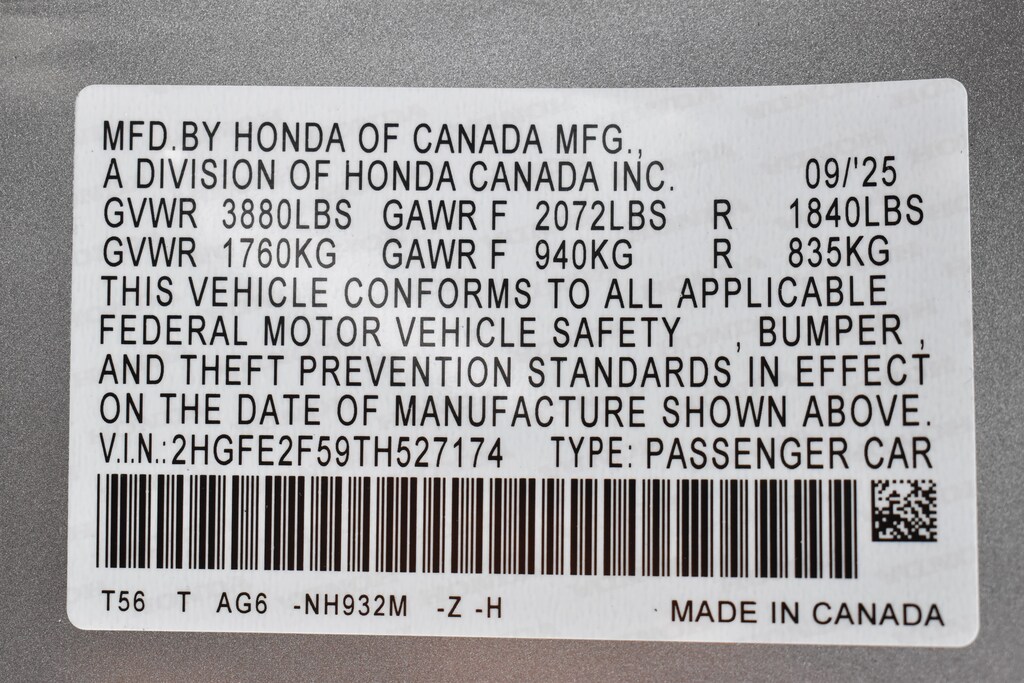 MFD.BY HONDA OF CANADA MFG.,
A DIVISION OF HONDA CANADA INC. 09/'25
GVWR 3880LBS GAWR F 2072LBS R 1840LBS
GVWR 1760KG GAWR F 940KG R 835KG
THIS VEHICLE CONFORMS TO ALL APPLICABLE
FEDERAL MOTOR VEHICLE SAFETY , BUMPER ,
AND THEFT PREVENTION STANDARDS IN EFFECT
ON THE DATE OF MANUFACTURE SHOWN ABOVE.
V.I.N.:2HGFE2F59TH527174 TYPE: PASSENGER CAR
T56 T AG6 -NH932M -Z -H MADE IN CANADA